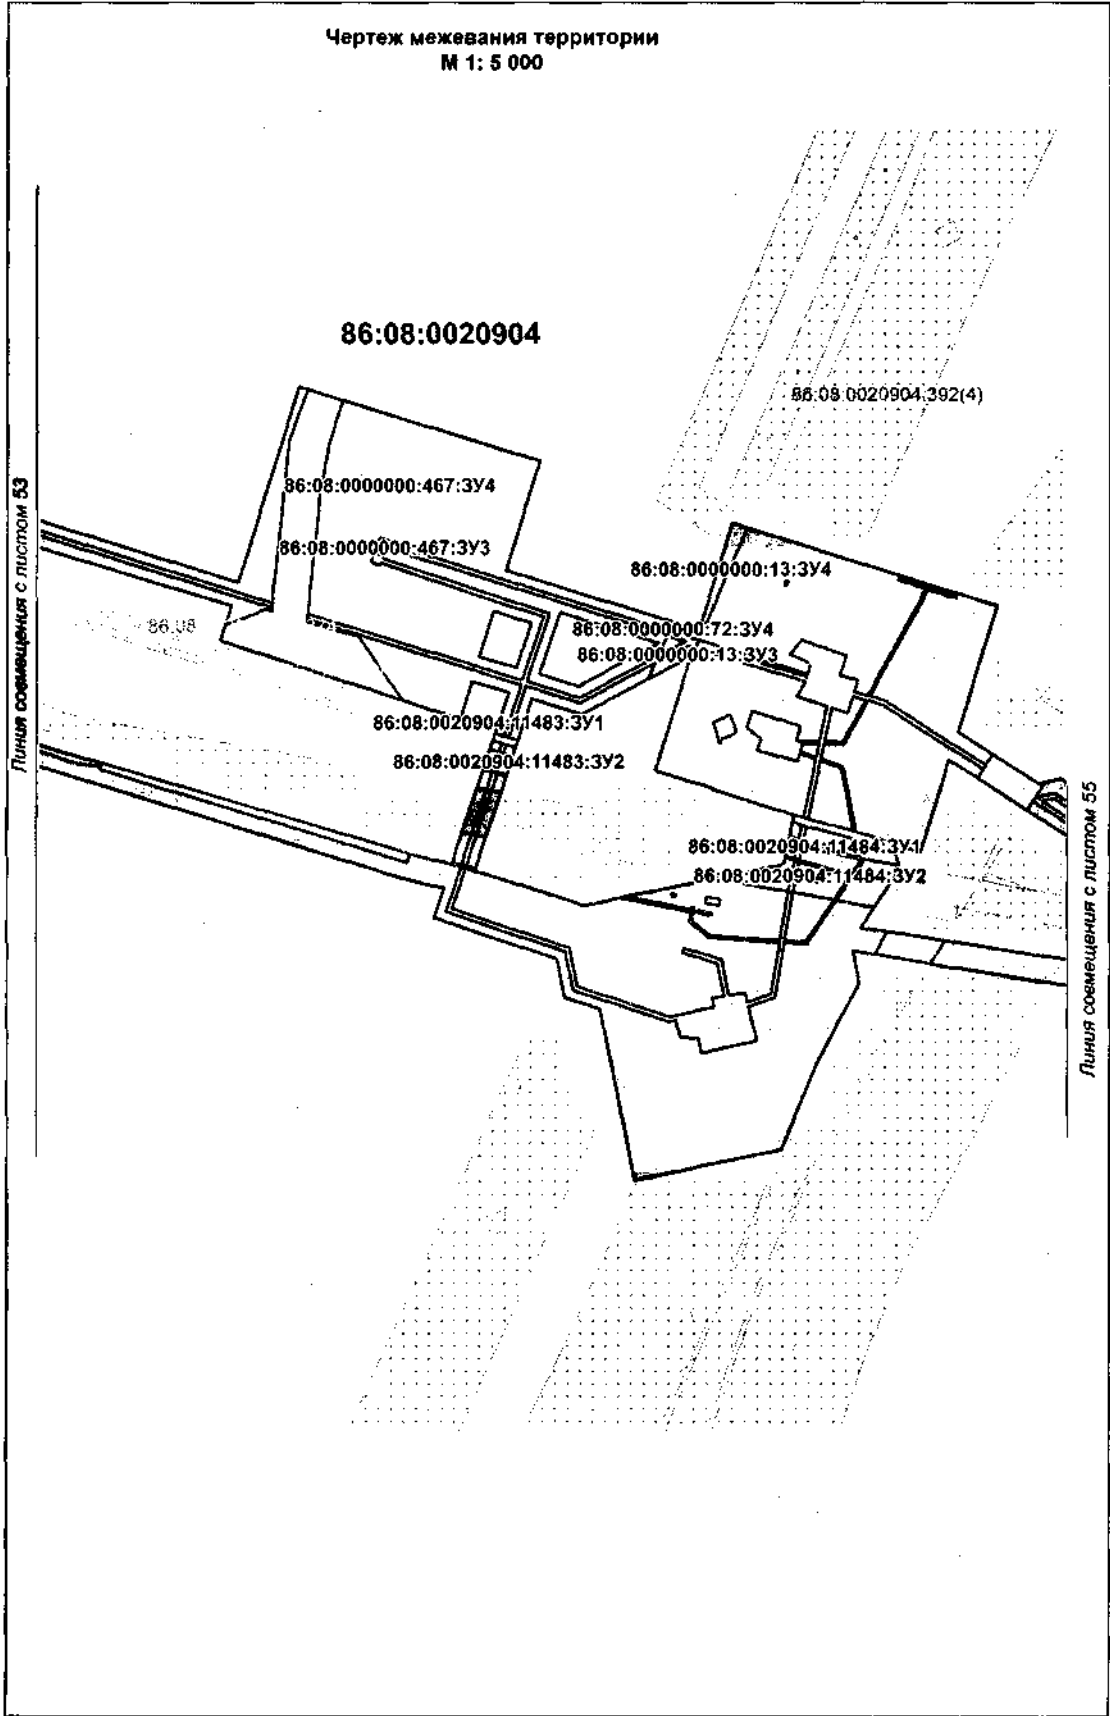 Чертеж межевания территории
М 1: 5 000
86:08:0020904
86:08:0020904:392(4)
Линия совмещения с листом 53
86:08:0000000:467:ЗУ4
86:08:0000000:467:ЗУ3
86:08:0000000:13:ЗУ4
86:08
86:08:0000000:72:ЗУ4
86:08:0000000:13:ЗУ3
86:08:0020904:11483:ЗУ1
86:08:0020904:11483:ЗУ2
86:08:0020904:11484:ЗУ1
86:08:0020904:11484:ЗУ2
Линия совмещения с листом 55